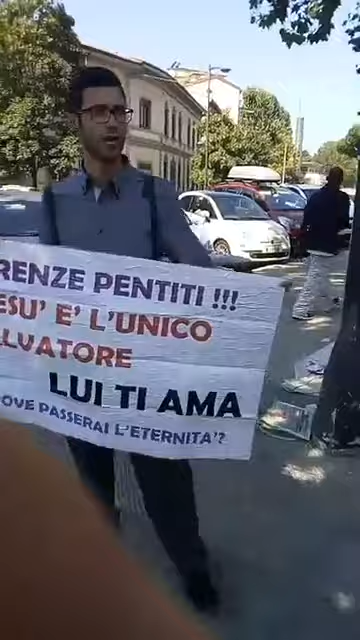 RENZE PENTITI !!!
ESU' E' L'UNICO
LVATORE
LUI TI AMA
OVE PASSERAI L'ETERNITA'?